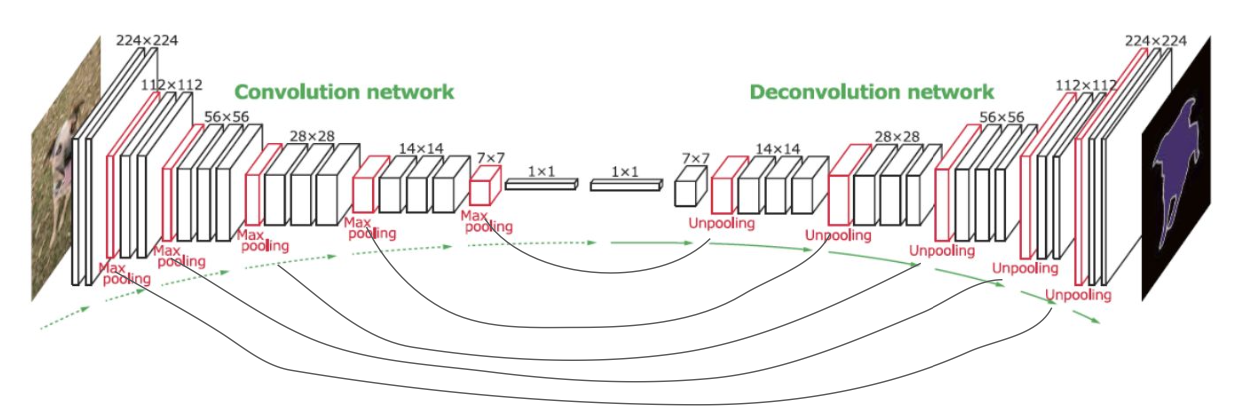 224×224
112×112
56×56
28×28
14×14
7×7
1×1
1×1
7×7
14×14
28×28
56×56
112×112
224×224
Convolution network
Deconvolution network
Max
pooling
Max
pooling
Max
pooling
Max
pooling
Max
pooling
Unpooling
Unpooling
Unpooling
Unpooling
Unpooling